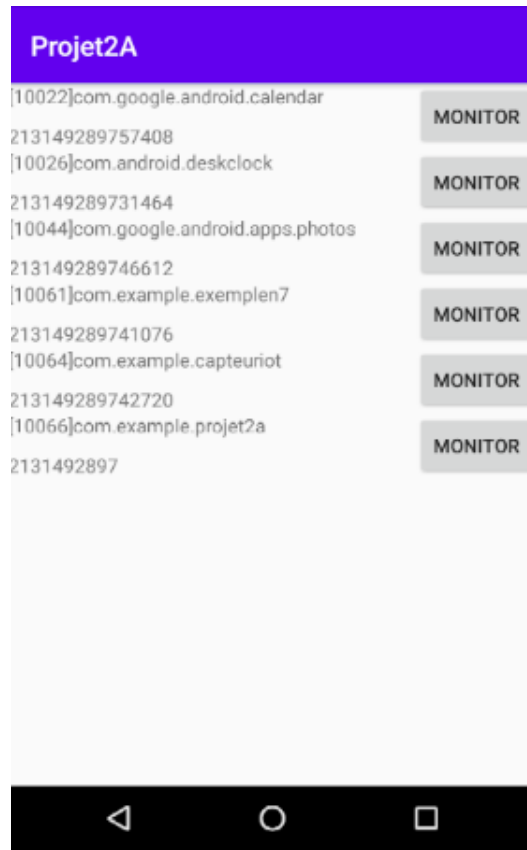 Projet2A
[10022]com.google.android.calendar
MONITOR
213149289757408
[10026]com.android.deskclock
MONITOR
213149289731464
[10044]com.google.android.apps.photos
MONITOR
213149289746612
[10061]com.example.exemplen7
MONITOR
213149289741076
[10064]com.example.capteuriot
MONITOR
213149289742720
[10066]com.example.projet2a
MONITOR
2131492897